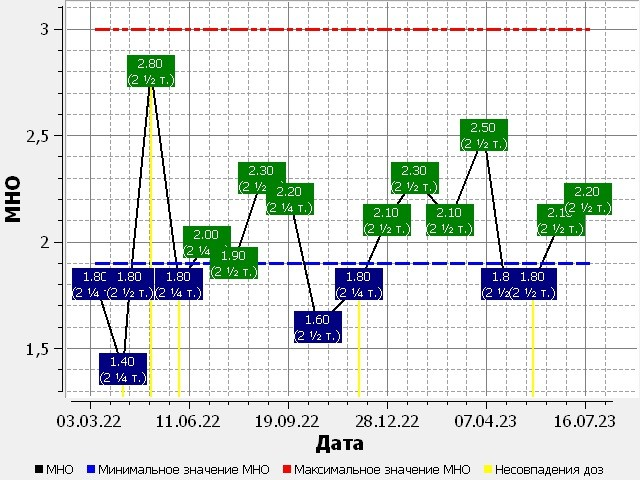 МНО
3
2,5
2
1,5
2.80
(2 ½ т.)
2.50
(2 ½ т.)
2.30
(2 ½
2.30
(2 ½ т.)
2.20
(2 ¼ т.)
2.20
(2 ½ т.)
2.10
(2 ½ т.)
2.10
(2 ½ т.)
2.1
2.00
(2 ¼
1.90
(2 ½ т.)
1.80
(2 ¼
1.80
(2 ½ т.)
1.80
(2 ¼ т.)
1.80
(2 ¼ т.)
1.8
(2 ½
1.80
(2 ½ т.)
1.60
(2 ½ т.)
1.40
(2 ¼ т.)
03.03.22 11.06.22 19.09.22 28.12.22 07.04.23 16.07.23
Дата
МНО Минимальное значение МНО Максимальное значение МНО Несовпадения доз